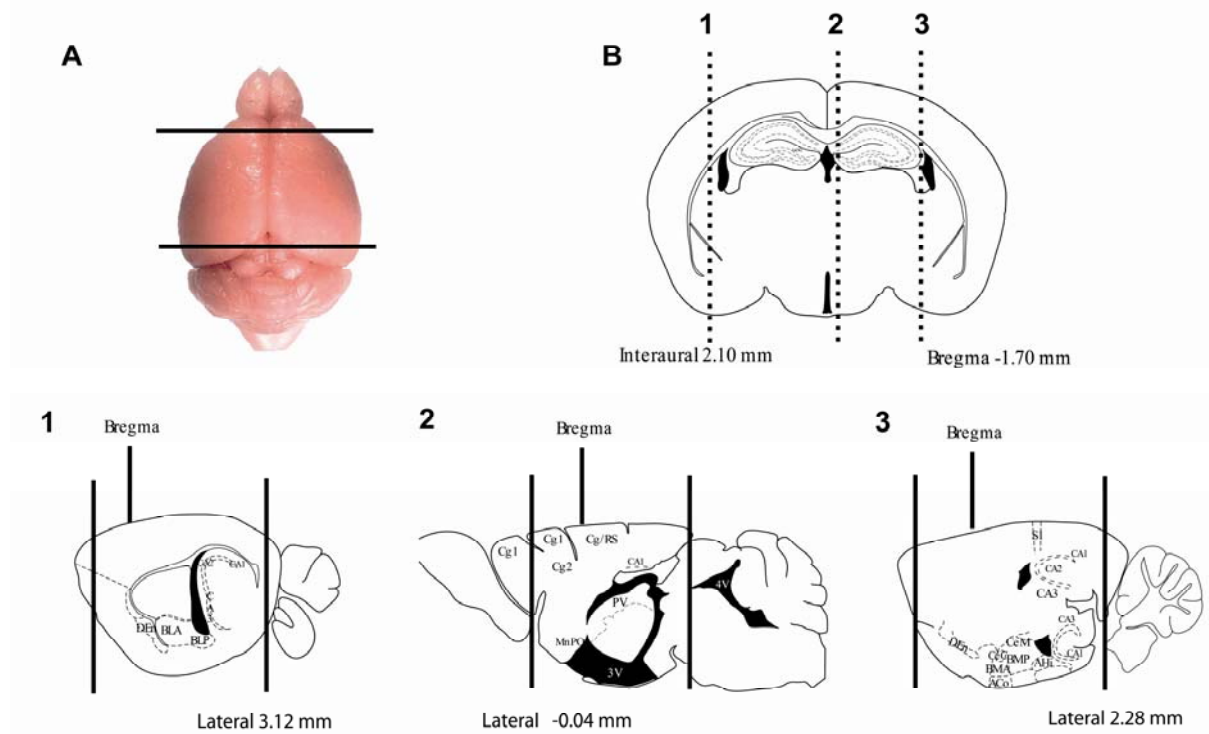 A
B
1
2
3
Interaural 2.10 mm
Bregma -1.70 mm
1
Bregma
CA1
CA3
DEn
BLA
BLP
Lateral 3.12 mm
2
Bregma
Cg1
Cg1
Cg/RS
Cg2
CA1
PV
4V
MnPO
3V
Lateral -0.04 mm
3
Bregma
S1
CA1
CA2
CA3
CA3
DEn
CeM
CA1
BMP
AHi
BMA
ACo
Lateral 2.28 mm